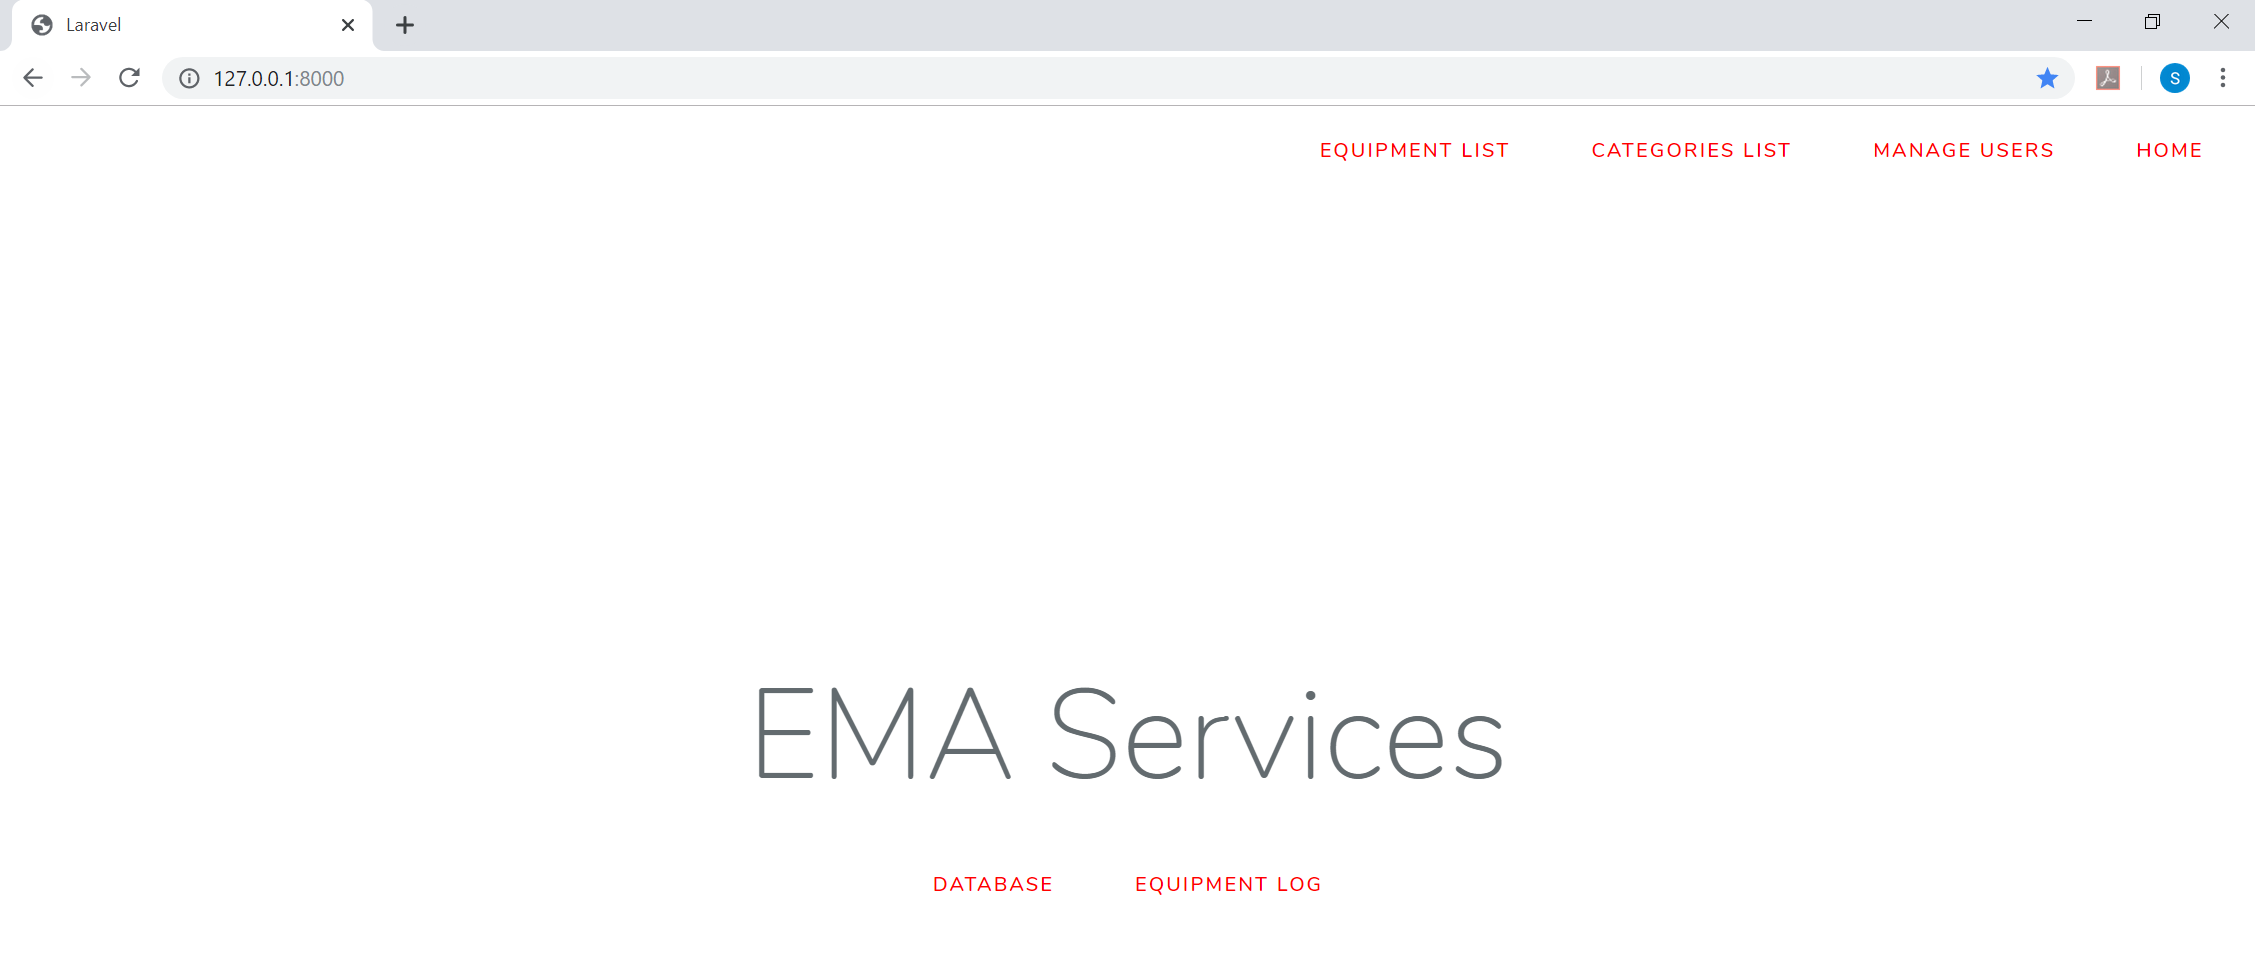 Laravel
127.0.0.1:8000
S
EQUIPMENT LIST CATEGORIES LIST MANAGE USERS HOME
EMA Services
DATABASE EQUIPMENT LOG